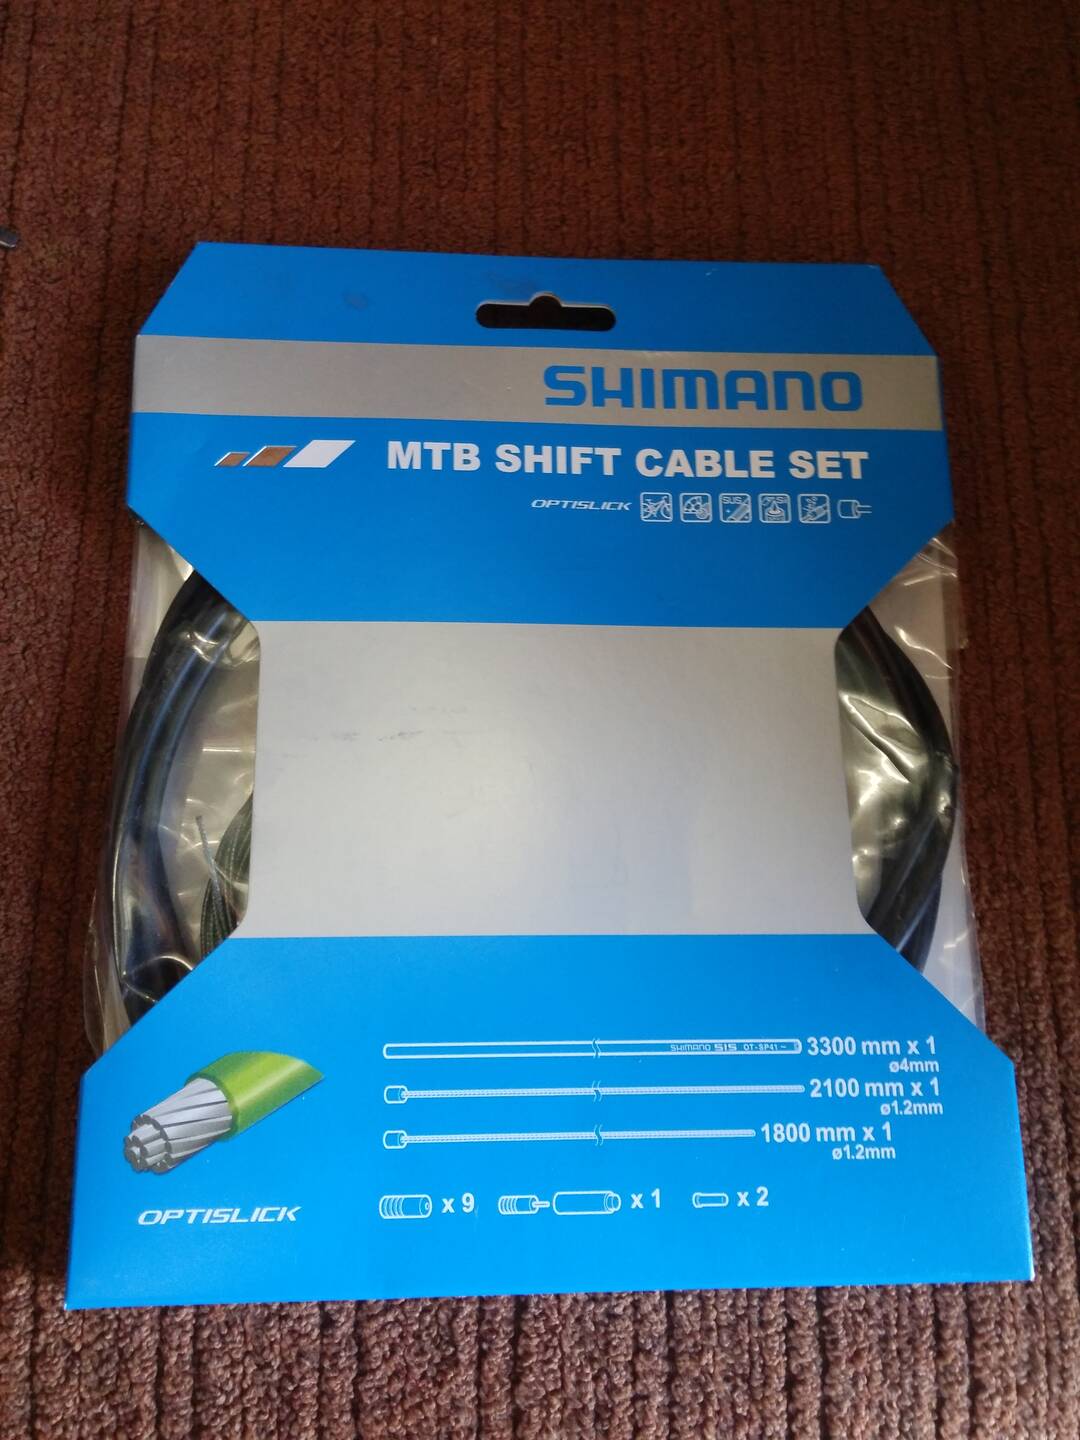 SHIMANO
MTB SHIFT CABLE SET
OPTISLICK
SUS
SHIMANO SIS OT-SP41
3300 mm x 1
ø4mm
2100 mm x 1
ø1.2mm
1800 mm x 1
ø1.2mm
OPTISLICK
x 9
x 1
x 2